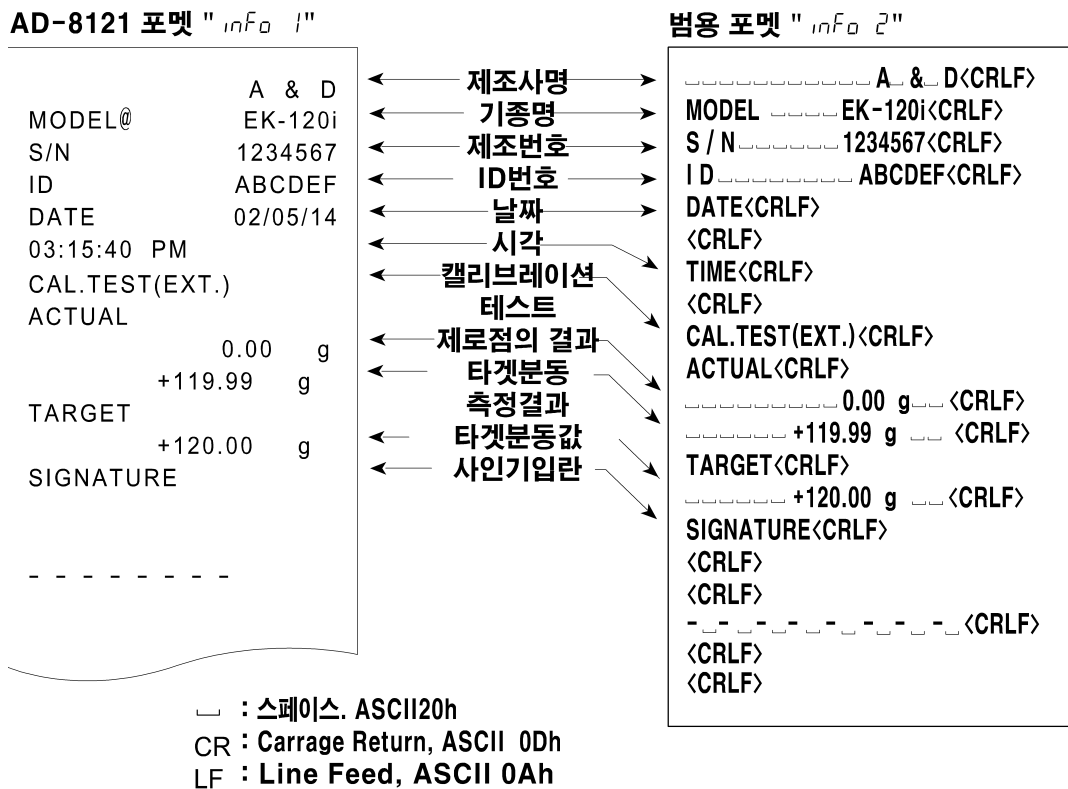 AD-8121 포멧 "inFo 1"
A & D
MODEL@ EK-120i
S/N 1234567
ID ABCDEF
DATE 02/05/14
03:15:40 PM
CAL.TEST(EXT.)
ACTUAL
0.00 g
+119.99 g
TARGET
+120.00 g
SIGNATURE
- - - - - - - -
제조사명
기종명
제조번호
ID번호
날짜
시각
캘리브레이션
테스트
제로점의 결과
타겟분동
측정결과
타겟분동값
사인기입란
범용 포멧 "inFo 2"
␣␣␣␣␣␣␣␣␣␣␣A␣&␣D<CRLF>
MODEL ␣␣␣␣EK-120i<CRLF>
S/N␣␣␣␣␣␣1234567<CRLF>
ID␣␣␣␣␣␣␣␣ABCDEF<CRLF>
DATE<CRLF>
<CRLF>
TIME<CRLF>
<CRLF>
CAL.TEST(EXT.)<CRLF>
ACTUAL<CRLF>
␣␣␣␣␣␣␣␣␣0.00 g␣␣<CRLF>
␣␣␣␣␣␣+119.99 g ␣␣<CRLF>
TARGET<CRLF>
␣␣␣␣␣␣+120.00 g ␣␣<CRLF>
SIGNATURE<CRLF>
<CRLF>
<CRLF>
-␣-␣-␣-␣-␣-␣-␣-␣<CRLF>
<CRLF>
<CRLF>
␣ : 스페이스. ASCII20h
CR : Carrage Return, ASCII 0Dh
LF : Line Feed, ASCII 0Ah